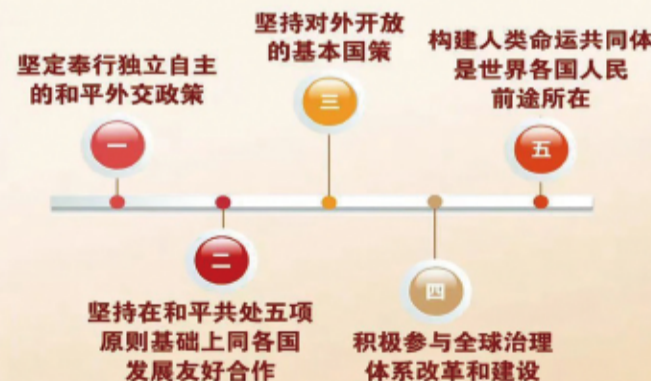 坚定奉行独立自主
的和平外交政策
一
二
坚持在和平共处五项
原则基础上同各国
发展友好合作
坚持对外开放
的基本国策
三
四
积极参与全球治理
体系改革和建设
构建人类命运共同体
是世界各国人民
前途所在
五